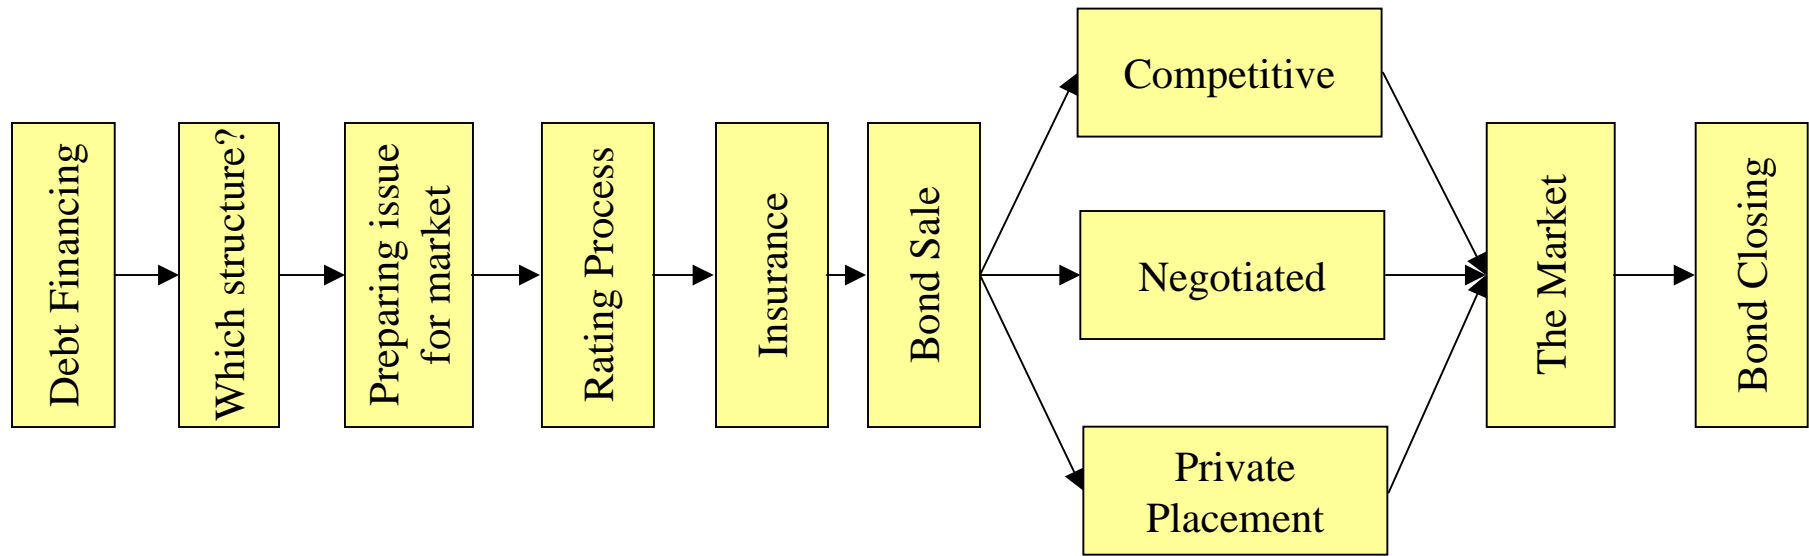 Debt Financing
Which structure?
Preparing issue
for market
Rating Process
Insurance
Bond Sale
Competitive
Negotiated
Private
Placement
The Market
Bond Closing